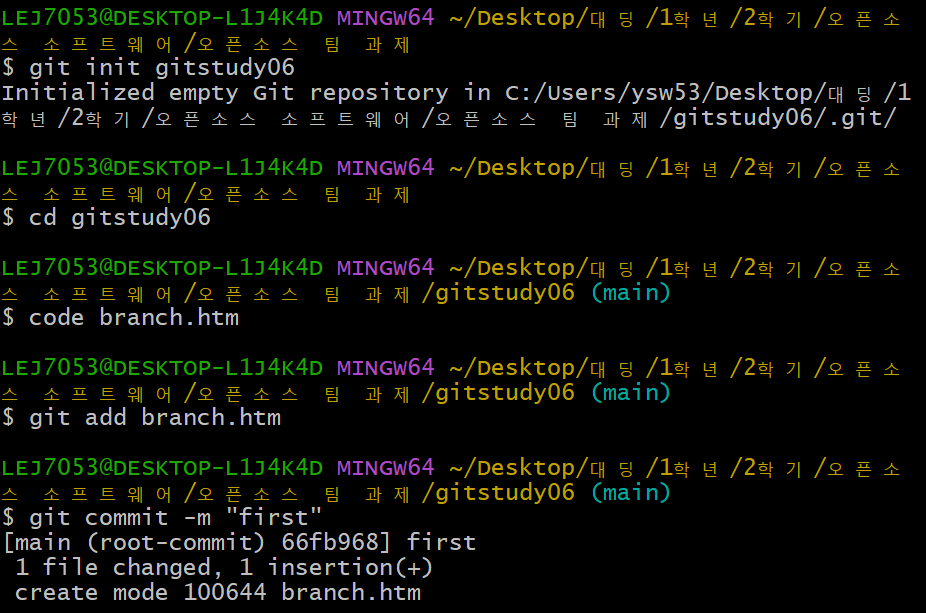 LEJ7053@DESKTOP-L1J4K4D MINGW64 ~/Desktop/대딩/1학년/2학기/오픈소
스 소프트웨어/오픈소스 팀 과제
$ git init gitstudy06
Initialized empty Git repository in C:/Users/ysw53/Desktop/대딩/1
학년/2학기/오픈소스 소프트웨어/오픈소스 팀 과제/gitstudy06/.git/
LEJ7053@DESKTOP-L1J4K4D MINGW64 ~/Desktop/대딩/1학년/2학기/오픈소
스 소프트웨어/오픈소스 팀 과제
$ cd gitstudy06
LEJ7053@DESKTOP-L1J4K4D MINGW64 ~/Desktop/대딩/1학년/2학기/오픈소
스 소프트웨어/오픈소스 팀 과제/gitstudy06 (main)
$ code branch.htm
LEJ7053@DESKTOP-L1J4K4D MINGW64 ~/Desktop/대딩/1학년/2학기/오픈소
스 소프트웨어/오픈소스 팀 과제/gitstudy06 (main)
$ git add branch.htm
LEJ7053@DESKTOP-L1J4K4D MINGW64 ~/Desktop/대딩/1학년/2학기/오픈소
스 소프트웨어/오픈소스 팀 과제/gitstudy06 (main)
$ git commit -m "first"
[main (root-commit) 66fb968] first
1 file changed, 1 insertion(+)
create mode 100644 branch.htm